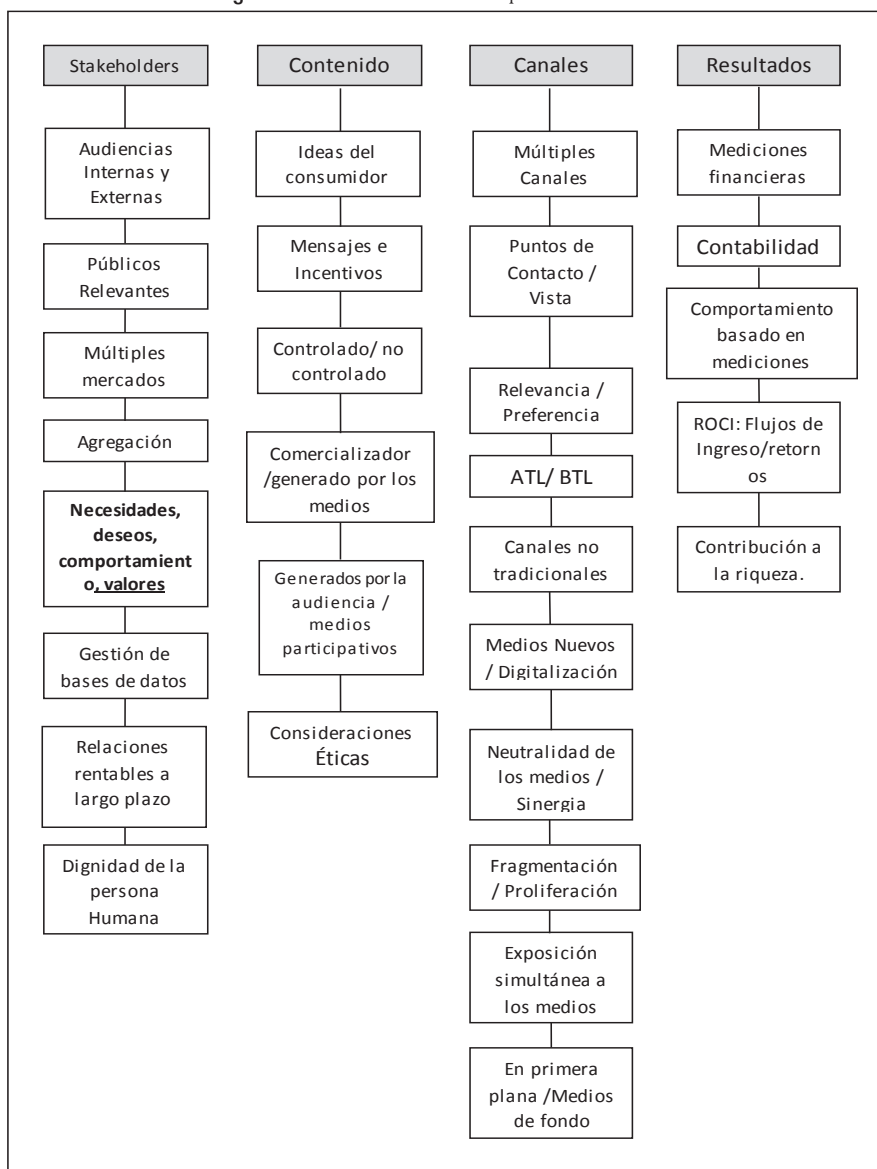 Stakeholders
Audiencias
Internas y
Externas
Públicos
Relevantes
Múltiples
mercados
Agregación
Necesidades,
deseos,
comportamient
o, valores
Gestión de
bases de datos
Relaciones
rentables a
largo plazo
Dignidad de la
persona
Humana
Contenido
Ideas del
consumidor
Mensajes e
Incentivos
Controlado/ no
controlado
Comercializador
/generado por los
medios
Generados por la
audiencia /
medios
participativos
Consideraciones
Éticas
Canales
Múltiples
Canales
Puntos de
Contacto /
Vista
Relevancia /
Preferencia
ATL/ BTL
Canales no
tradicionales
Medios Nuevos
/ Digitalización
Neutralidad de
los medios /
Sinergia
Fragmentación
/ Proliferación
Exposición
simultánea a
los medios
En primera
plana /Medios
de fondo
Resultados
Mediciones
financieras
Contabilidad
Comportamiento
basado en
mediciones
ROCI: Flujos de
Ingreso/retorn
os
Contribución a
la riqueza.